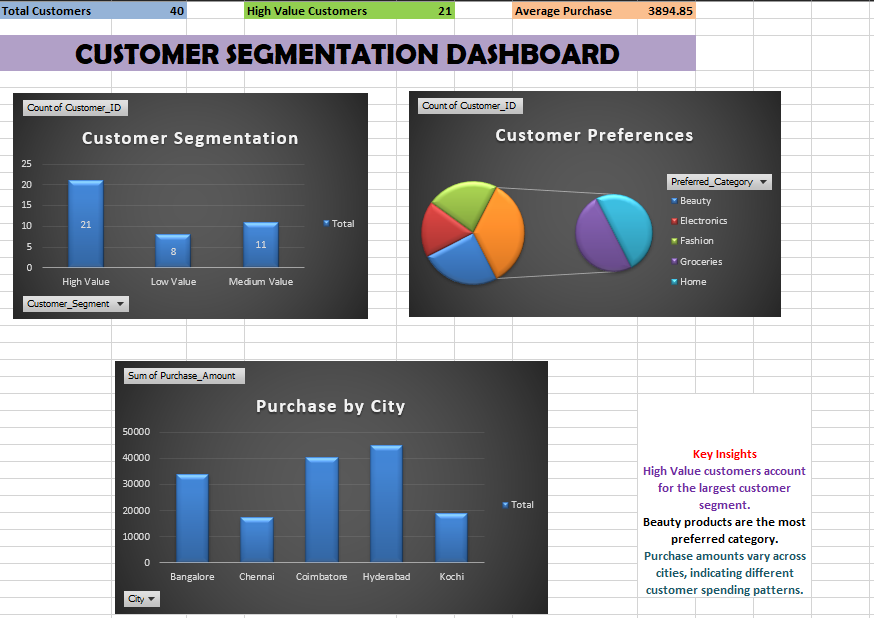 Total Customers 40 High Value Customers 21 Average Purchase 3894.85
CUSTOMER SEGMENTATION DASHBOARD
Count of Customer_ID
Customer Segmentation
25
20
15
10
5
0
21
8
11
High Value Low Value Medium Value
Total
Customer_Segment
Count of Customer_ID
Customer Preferences
Preferred_Category
Beauty
Electronics
Fashion
Groceries
Home
Sum of Purchase_Amount
Purchase by City
50000
40000
30000
20000
10000
0
Bangalore Chennai Coimbatore Hyderabad Kochi
Total
City
Key Insights
High Value customers account
for the largest customer
segment.
Beauty products are the most
preferred category.
Purchase amounts vary across
cities, indicating different
customer spending patterns.